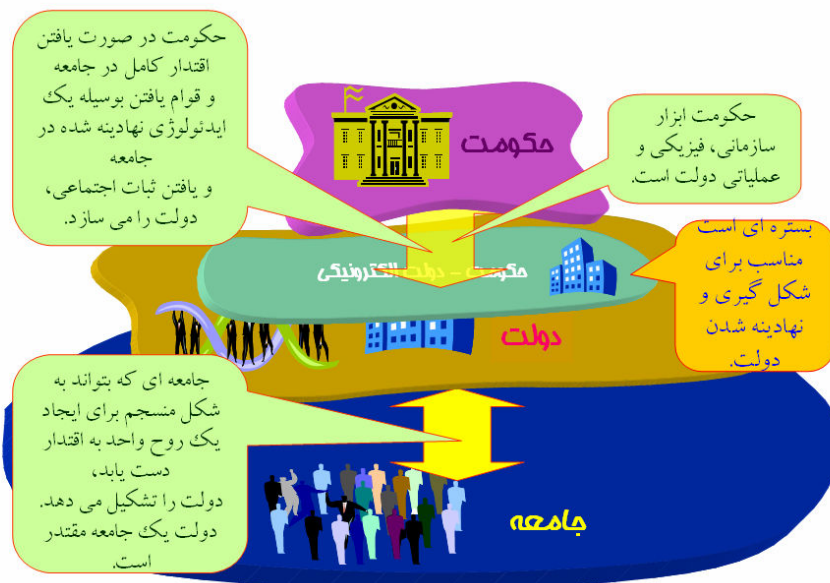 حکومت در صورت یافتن
اقتدار کامل در جامعه
و قوام یافتن بوسیله یک
ایدئولوژی نهادینه شده در
جامعه
و یافتن ثبات اجتماعی،
دولت را می سازد.
حکومت
حکومت ابزار
سازمانی، فیزیکی و
عملیاتی دولت است.
حکومت – دولت الکترونیکی
بستره ای است
مناسب برای
شکل گیری و
نهادینه شدن
دولت.
دولت
جامعه ای که بتواند به
شکل منسجم برای ایجاد
یک روح واحد به اقتدار
دست یابد،
دولت را تشکیل می دهد.
دولت یک جامعه مقتدر
است.
جامعه